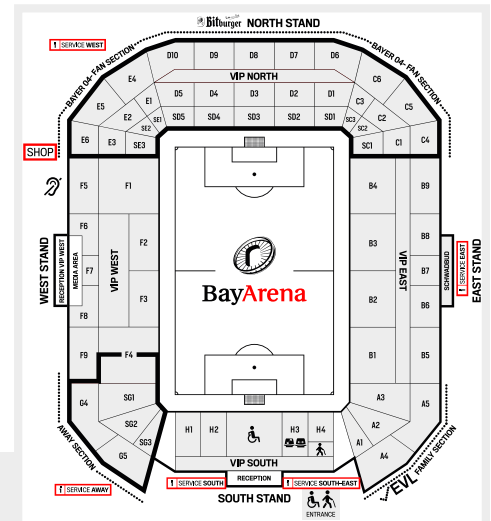 Bitburger NORTH STAND
! SERVICE WEST
BAYER 04- FAN SECTION
BAYER 04- FAN SECTION
D10 D9 D8 D7 D6
VIP NORTH
E4 C6
D5 D4 D3 D2 D1
E5 E1 C3 C5
E2 SE1 SD5 SD4 SD3 SD2 SD1 SC3 C2
SE2 SC2
E6 E3 SE3 SC1 C1 C4
SHOP
F5 F1 B4 B9
F6
F2 B3 B8
WEST STAND
RECEPTION VIP WEST
MEDIA AREA
F7
VIP WEST
VIP EAST
B7
SCHWADBUD
! SERVICE EAST
EAST STAND
BayArena
F3 B2 B6
F8
F9 F4 B1 B5
G4 SG1 A3 A5
SG2 A2
SG3 A1
G5 A4
H1 H2 H3 H4
VIP SOUTH
AWAY SECTION
EVL FAMILY SECTION
! SERVICE AWAY
! SERVICE SOUTH
RECEPTION
! SERVICE SOUTH-EAST
SOUTH STAND
ENTRANCE